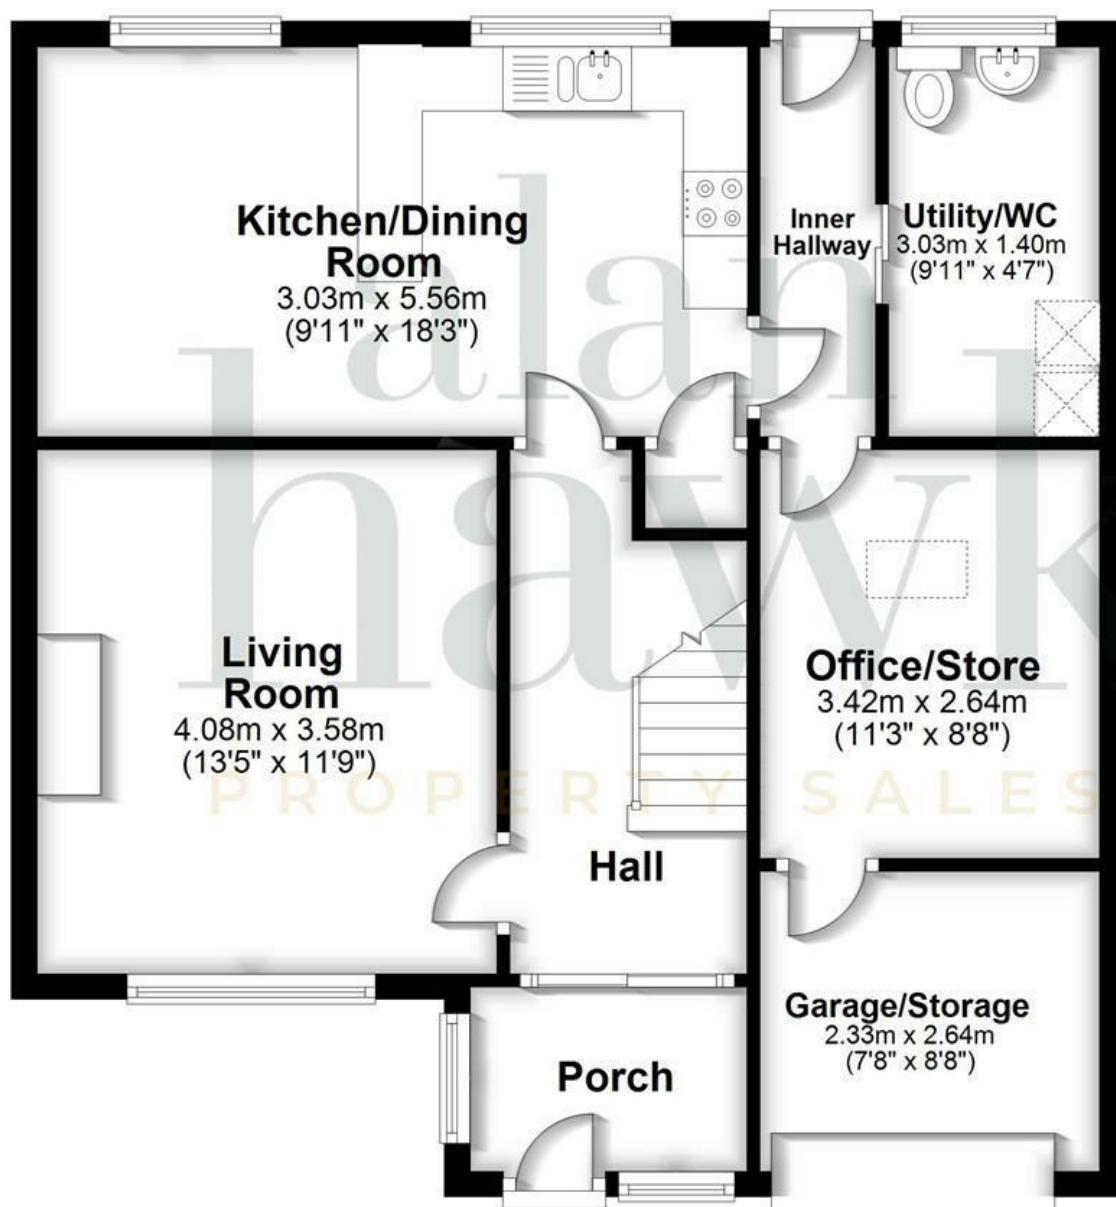 Kitchen/Dining
Room
3.03m x 5.56m
(9'11" x 18'3")
Inner
Hallway
Utility/WC
3.03m x 1.40m
(9'11" x 4'7")
alan
hawk
PROPERTY SALES
Living
Room
4.08m x 3.58m
(13'5" x 11'9")
Office/Store
3.42m x 2.64m
(11'3" x 8'8")
Hall
Garage/Storage
2.33m x 2.64m
(7'8" x 8'8")
Porch